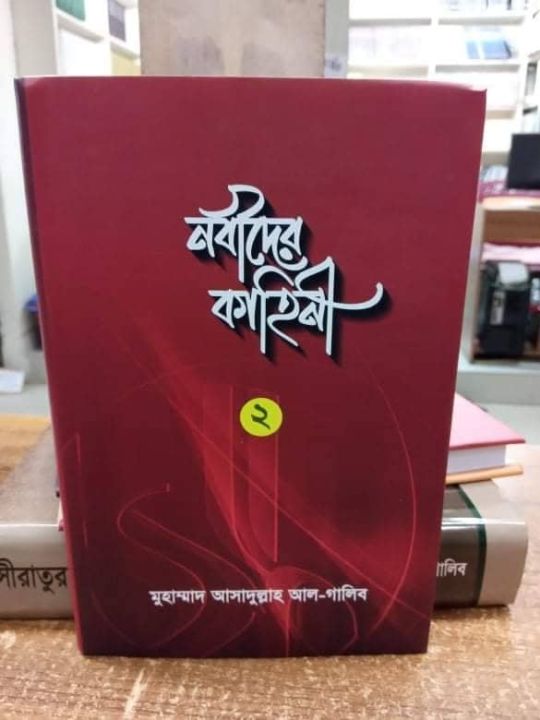 নবীদের
কাহিনী
২
মুহাম্মাদ আসাদুল্লাহ আল-গালিব
সীরাতুর
গালিব